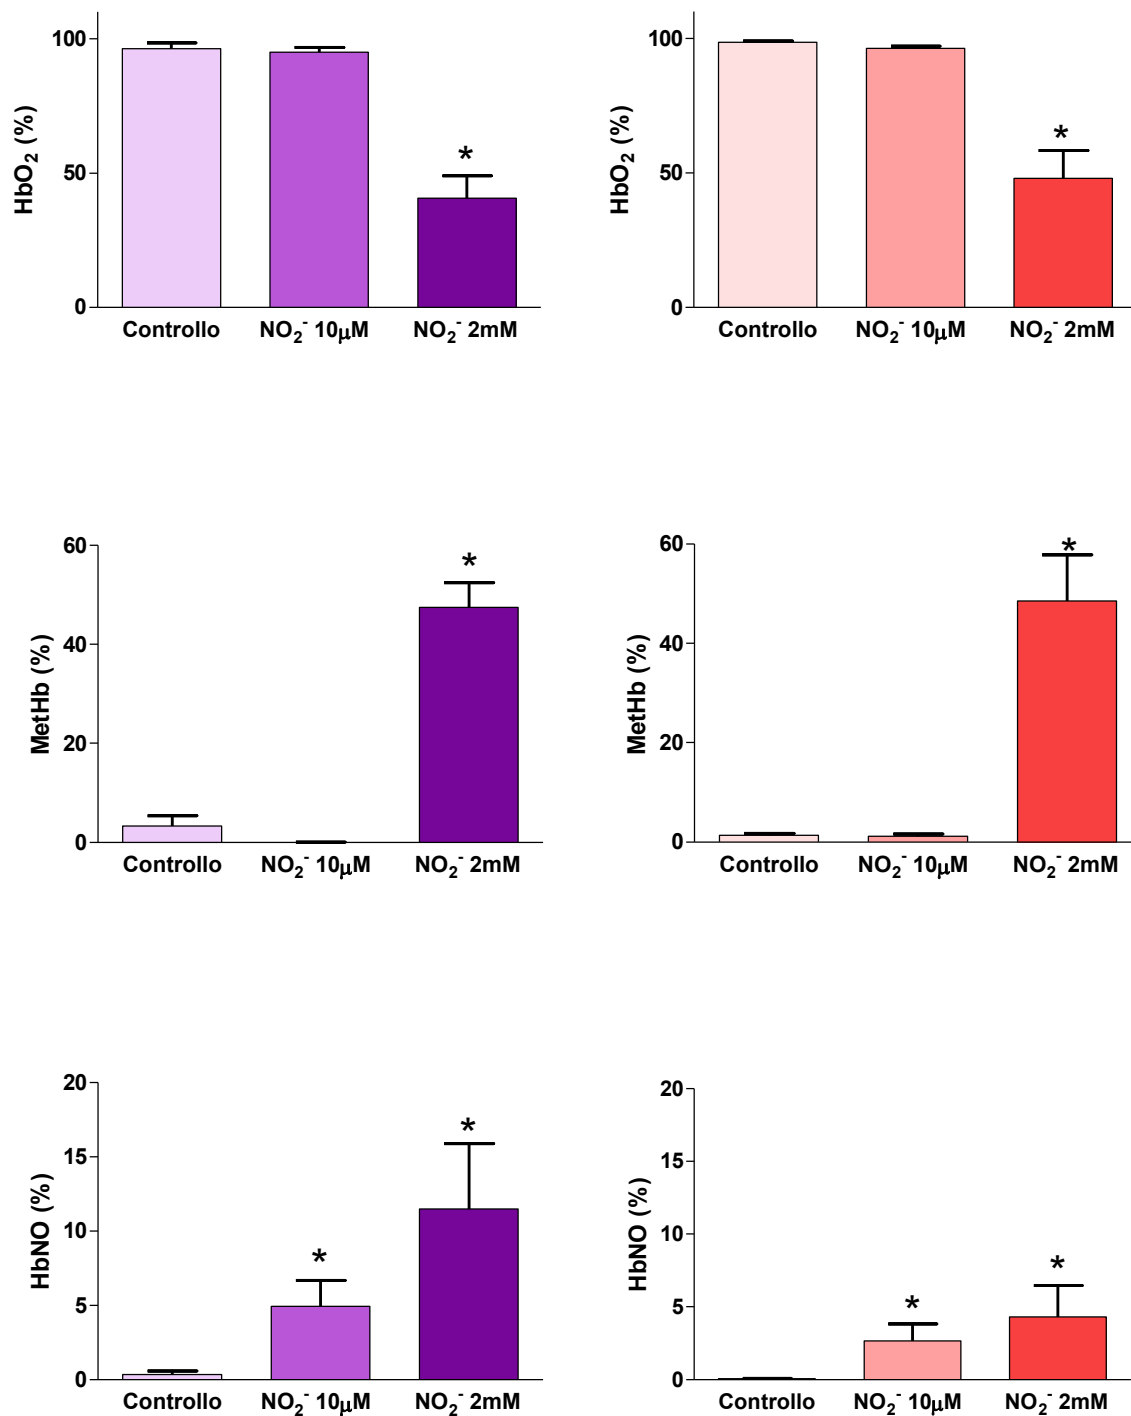 HbO₂ (%)
100
50
0
*
Controllo NO₂⁻ 10μM NO₂⁻ 2mM
HbO₂ (%)
100
50
0
*
Controllo NO₂⁻ 10μM NO₂⁻ 2mM
MetHb (%)
60
40
20
0
*
Controllo NO₂⁻ 10μM NO₂⁻ 2mM
MetHb (%)
60
40
20
0
*
Controllo NO₂⁻ 10μM NO₂⁻ 2mM
HbNO (%)
20
15
10
5
0
* *
Controllo NO₂⁻ 10μM NO₂⁻ 2mM
HbNO (%)
20
15
10
5
0
* *
Controllo NO₂⁻ 10μM NO₂⁻ 2mM